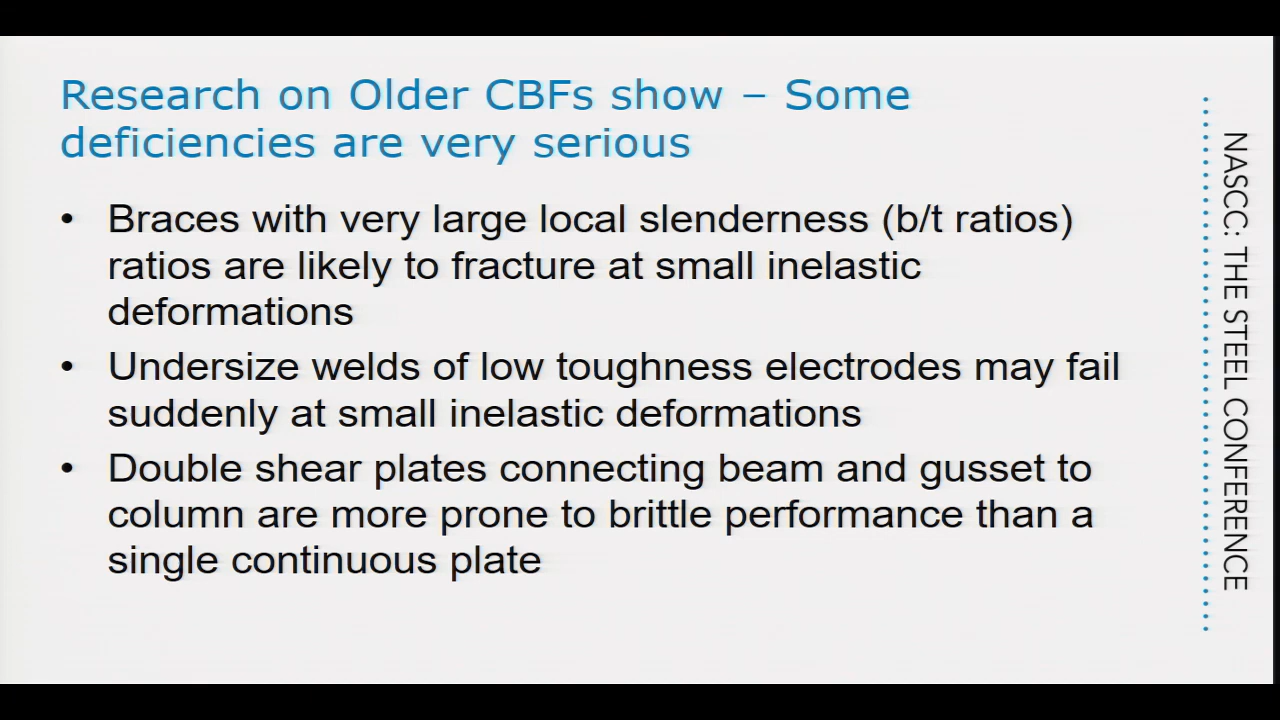 Research on Older CBFs show – Some
deficiencies are very serious
• Braces with very large local slenderness (b/t ratios)
ratios are likely to fracture at small inelastic
deformations
• Undersize welds of low toughness electrodes may fail
suddenly at small inelastic deformations
• Double shear plates connecting beam and gusset to
column are more prone to brittle performance than a
single continuous plate
NASCC: THE STEEL CONFERENCE